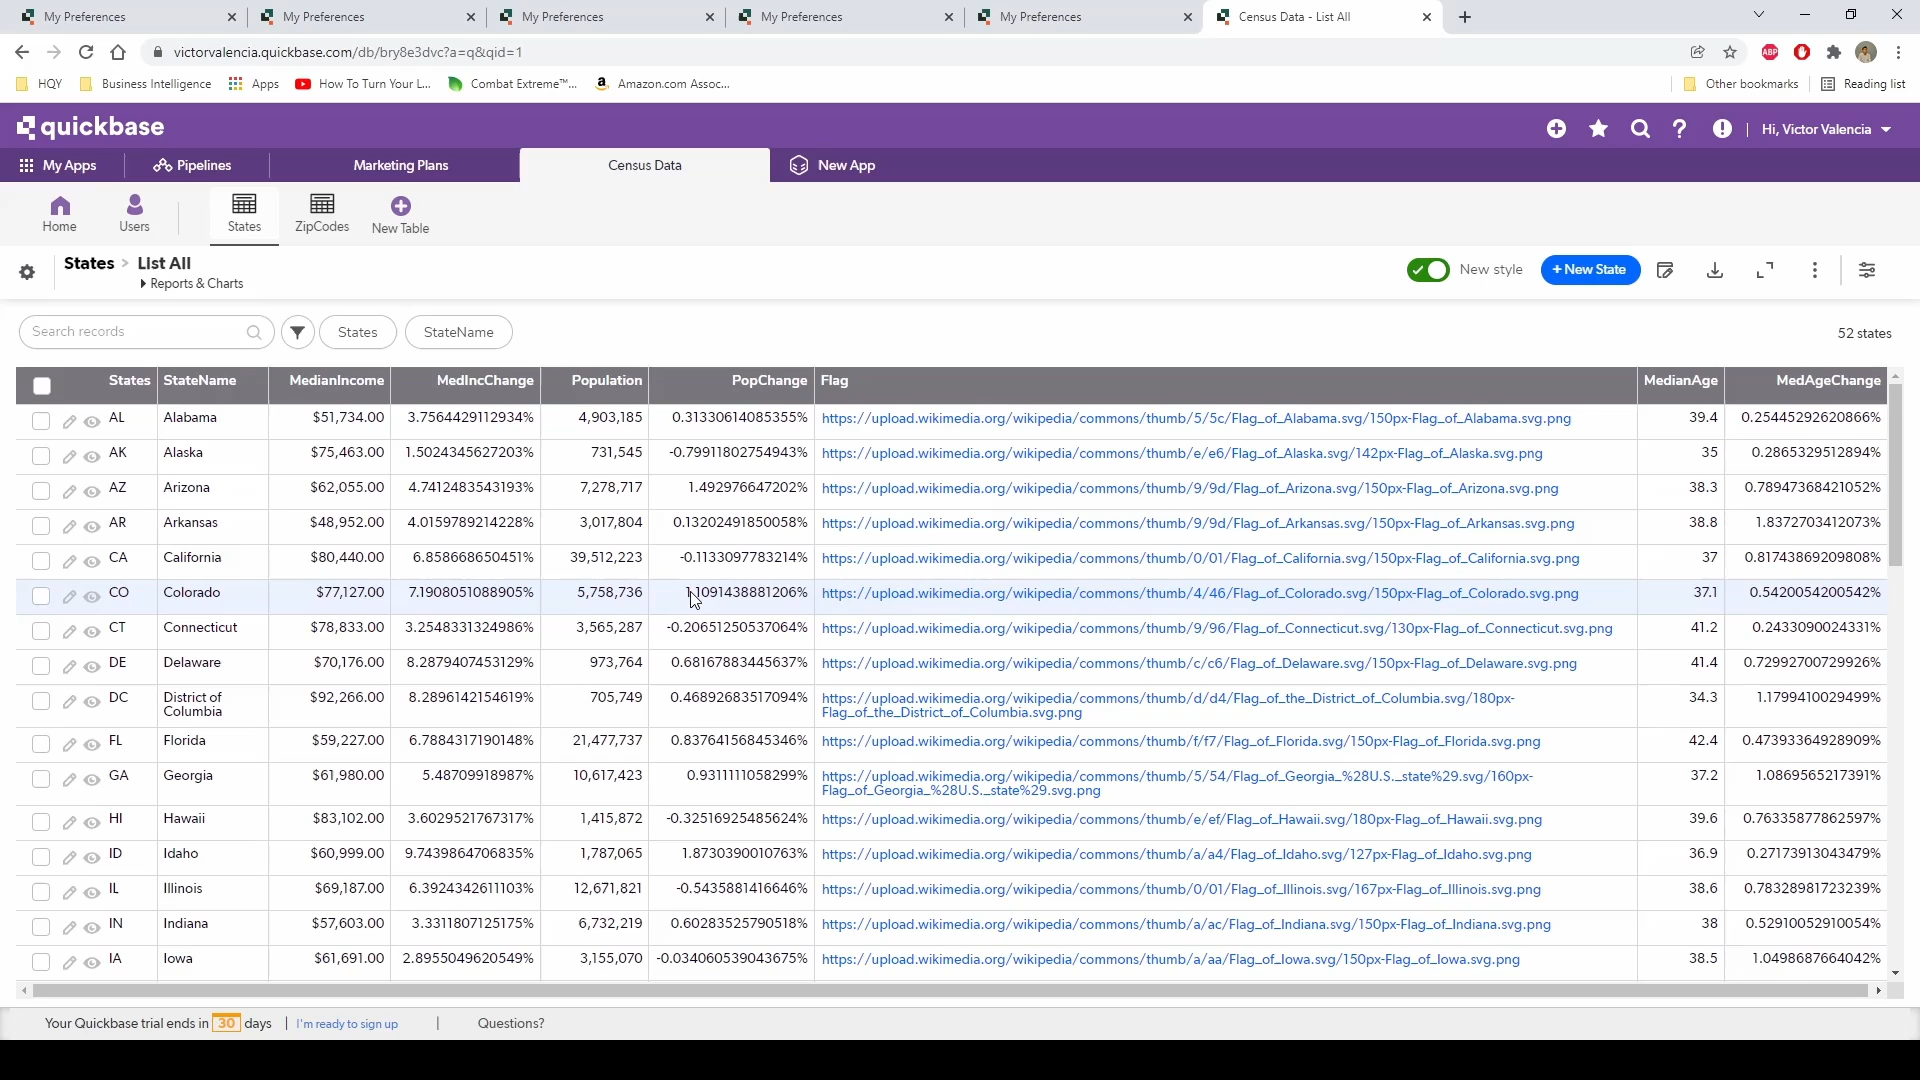 My Preferences
My Preferences
My Preferences
My Preferences
My Preferences
Census Data - List All
victorvalencia.quickbase.com/db/bry8e3dvc?a=q&qid=1
ABP
HQY
Business Intelligence
Apps
How To Turn Your L...
Combat Extreme™...
Amazon.com Assoc...
Other bookmarks
Reading list
quickbase
Hi, Victor Valencia
My Apps
Pipelines
Marketing Plans
Census Data
New App
Home
Users
States
ZipCodes
New Table
States > List All
Reports & Charts
New style
+ New State
Search records
States
StateName
52 states
States StateName MedianIncome MedIncChange Population PopChange Flag MedianAge MedAgeChange
AL Alabama $51,734.00 3.7564429112934% 4,903,185 0.31330614085355% https://upload.wikimedia.org/wikipedia/commons/thumb/5/5c/Flag_of_Alabama.svg/150px-Flag_of_Alabama.svg.png 39.4 0.25445292620866%
AK Alaska $75,463.00 1.5024345627203% 731,545 -0.79911802754943% https://upload.wikimedia.org/wikipedia/commons/thumb/e/e6/Flag_of_Alaska.svg/142px-Flag_of_Alaska.svg.png 35 0.2865329512894%
AZ Arizona $62,055.00 4.7412483543193% 7,278,717 1.492976647202% https://upload.wikimedia.org/wikipedia/commons/thumb/9/9d/Flag_of_Arizona.svg/150px-Flag_of_Arizona.svg.png 38.3 0.78947368421052%
AR Arkansas $48,952.00 4.0159789214228% 3,017,804 0.13202491850058% https://upload.wikimedia.org/wikipedia/commons/thumb/9/9d/Flag_of_Arkansas.svg/150px-Flag_of_Arkansas.svg.png 38.8 1.8372703412073%
CA California $80,440.00 6.858668650451% 39,512,223 -0.1133097783214% https://upload.wikimedia.org/wikipedia/commons/thumb/0/01/Flag_of_California.svg/150px-Flag_of_California.svg.png 37 0.81743869209808%
CO Colorado $77,127.00 7.1908051088905% 5,758,736 1.1091438881206% https://upload.wikimedia.org/wikipedia/commons/thumb/4/46/Flag_of_Colorado.svg/150px-Flag_of_Colorado.svg.png 37.1 0.5420054200542%
CT Connecticut $78,833.00 3.2548331324986% 3,565,287 -0.20651250537064% https://upload.wikimedia.org/wikipedia/commons/thumb/9/96/Flag_of_Connecticut.svg/130px-Flag_of_Connecticut.svg.png 41.2 0.2433090024331%
DE Delaware $70,176.00 8.2879407453129% 973,764 0.68167883445637% https://upload.wikimedia.org/wikipedia/commons/thumb/c/c6/Flag_of_Delaware.svg/150px-Flag_of_Delaware.svg.png 41.4 0.72992700729926%
DC District of $92,266.00 8.2896142154619% 705,749 0.46892683517094% https://upload.wikimedia.org/wikipedia/commons/thumb/d/d4/Flag_of_the_District_of_Columbia.svg/180px- 34.3 1.1799410029499%
Columbia Flag_of_the_District_of_Columbia.svg.png
FL Florida $59,227.00 6.7884317190148% 21,477,737 0.83764156845346% https://upload.wikimedia.org/wikipedia/commons/thumb/f/f7/Flag_of_Florida.svg/150px-Flag_of_Florida.svg.png 42.4 0.47393364928909%
GA Georgia $61,980.00 5.48709918987% 10,617,423 0.9311111058299% https://upload.wikimedia.org/wikipedia/commons/thumb/5/54/Flag_of_Georgia_%28U.S._state%29.svg/160px- 37.2 1.0869565217391%
Flag_of_Georgia_%28U.S._state%29.svg.png
HI Hawaii $83,102.00 3.6029521767317% 1,415,872 -0.32516925485624% https://upload.wikimedia.org/wikipedia/commons/thumb/e/ef/Flag_of_Hawaii.svg/180px-Flag_of_Hawaii.svg.png 39.6 0.76335877862597%
ID Idaho $60,999.00 9.7439864706835% 1,787,065 1.8730390010763% https://upload.wikimedia.org/wikipedia/commons/thumb/a/a4/Flag_of_Idaho.svg/127px-Flag_of_Idaho.svg.png 36.9 0.27173913043479%
IL Illinois $69,187.00 6.3924342611103% 12,671,821 -0.5435881416646% https://upload.wikimedia.org/wikipedia/commons/thumb/0/01/Flag_of_Illinois.svg/167px-Flag_of_Illinois.svg.png 38.6 0.78328981723239%
IN Indiana $57,603.00 3.3311807125175% 6,732,219 0.60283525790518% https://upload.wikimedia.org/wikipedia/commons/thumb/a/ac/Flag_of_Indiana.svg/150px-Flag_of_Indiana.svg.png 38 0.52910052910054%
IA Iowa $61,691.00 2.8955049620549% 3,155,070 -0.034060539043675% https://upload.wikimedia.org/wikipedia/commons/thumb/a/aa/Flag_of_Iowa.svg/150px-Flag_of_Iowa.svg.png 38.5 1.0498687664042%
Your Quickbase trial ends in 30 days | I'm ready to sign up | Questions?